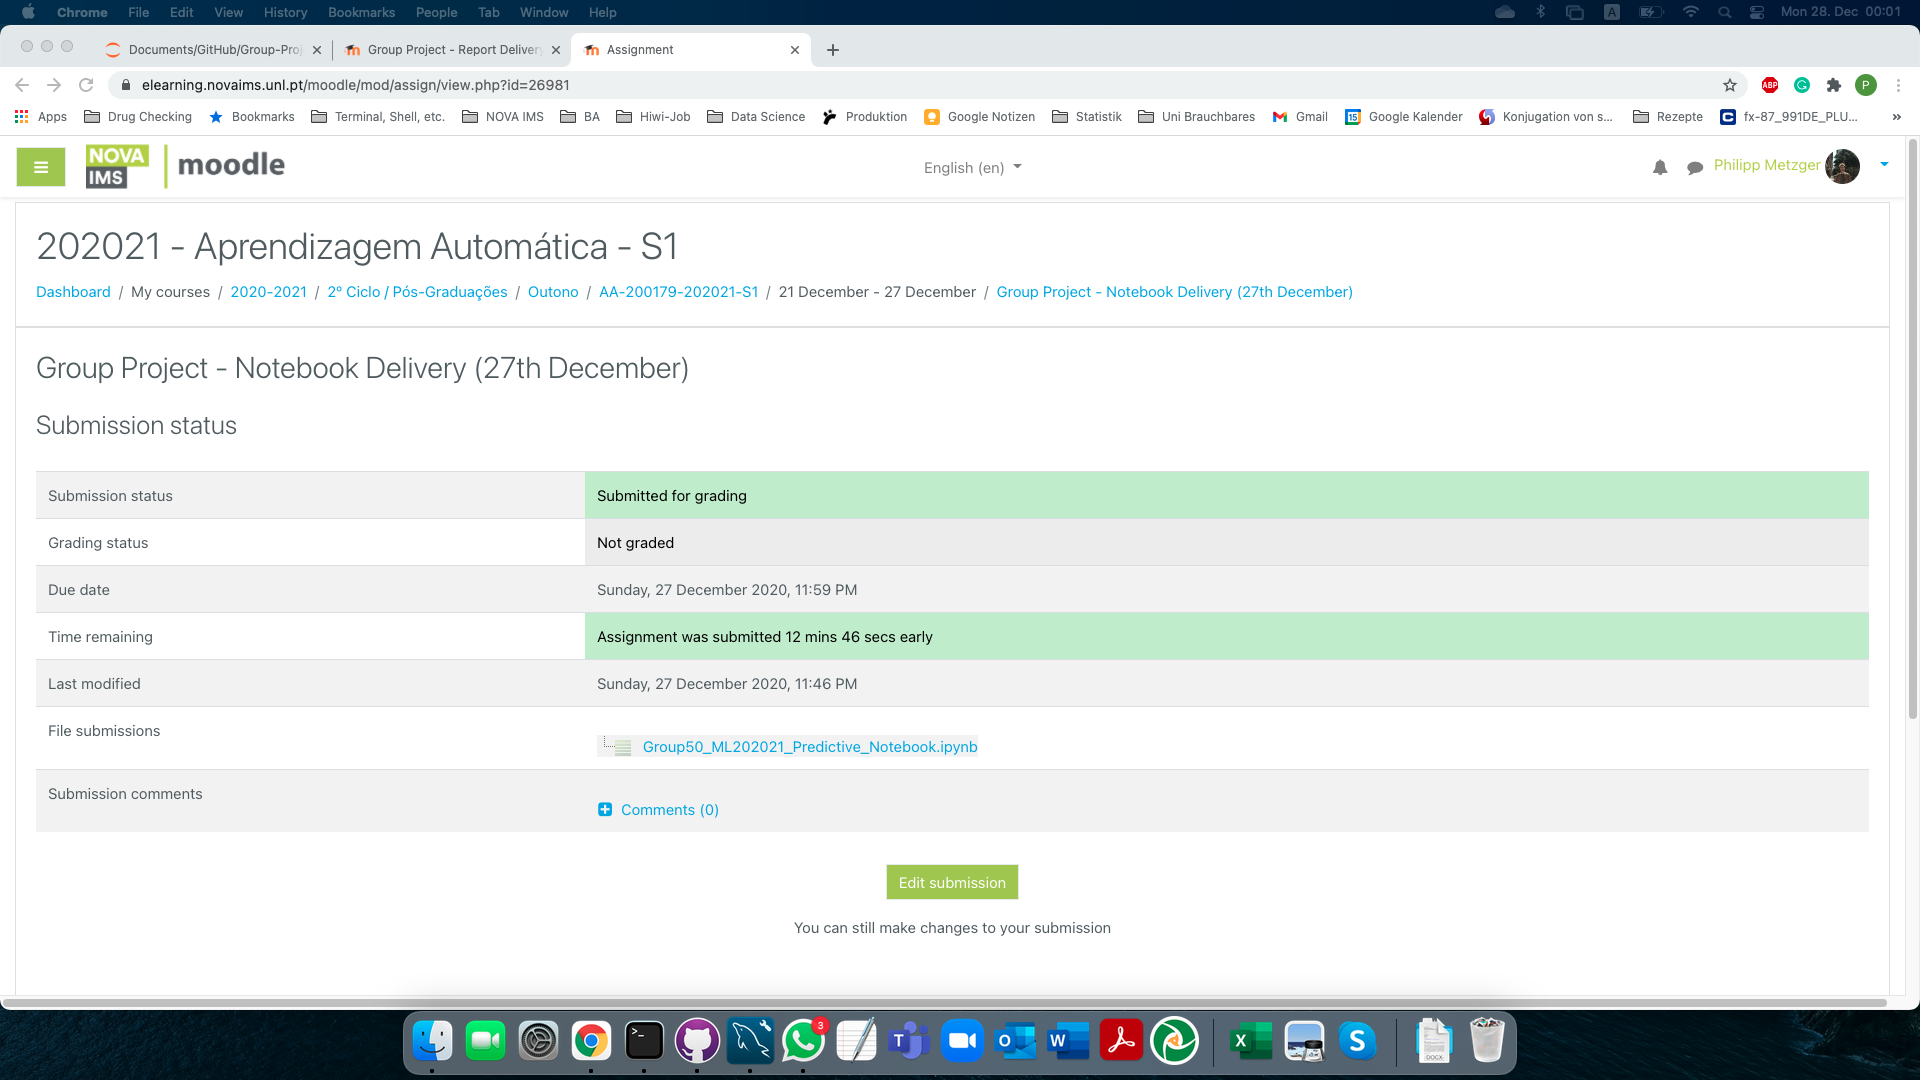 Chrome File Edit View History Bookmarks People Tab Window Help
A
Mon 28. Dec 00:01
Documents/GitHub/Group-Proj
Group Project - Report Delivery
Assignment
elearning.novaims.unl.pt/moodle/mod/assign/view.php?id=26981
ABP
G
P
Apps Drug Checking Bookmarks Terminal, Shell, etc. NOVA IMS BA Hiwi-Job Data Science Produktion Google Notizen Statistik Uni Brauchbares Gmail 15 Google Kalender Konjugation von s... Rezepte C fx-87_991DE_PLU... »
NOVA
IMS
moodle
English (en)
Philipp Metzger
202021 - Aprendizagem Automática - S1
Dashboard / My courses / 2020-2021 / 2º Ciclo / Pós-Graduações / Outono / AA-200179-202021-S1 / 21 December - 27 December / Group Project - Notebook Delivery (27th December)
Group Project - Notebook Delivery (27th December)
Submission status
Submission status Submitted for grading
Grading status Not graded
Due date Sunday, 27 December 2020, 11:59 PM
Time remaining Assignment was submitted 12 mins 46 secs early
Last modified Sunday, 27 December 2020, 11:46 PM
File submissions
Group50_ML202021_Predictive_Notebook.ipynb
Submission comments
Comments (0)
Edit submission
You can still make changes to your submission
>_
3
T
O
W
X
S
DOCX